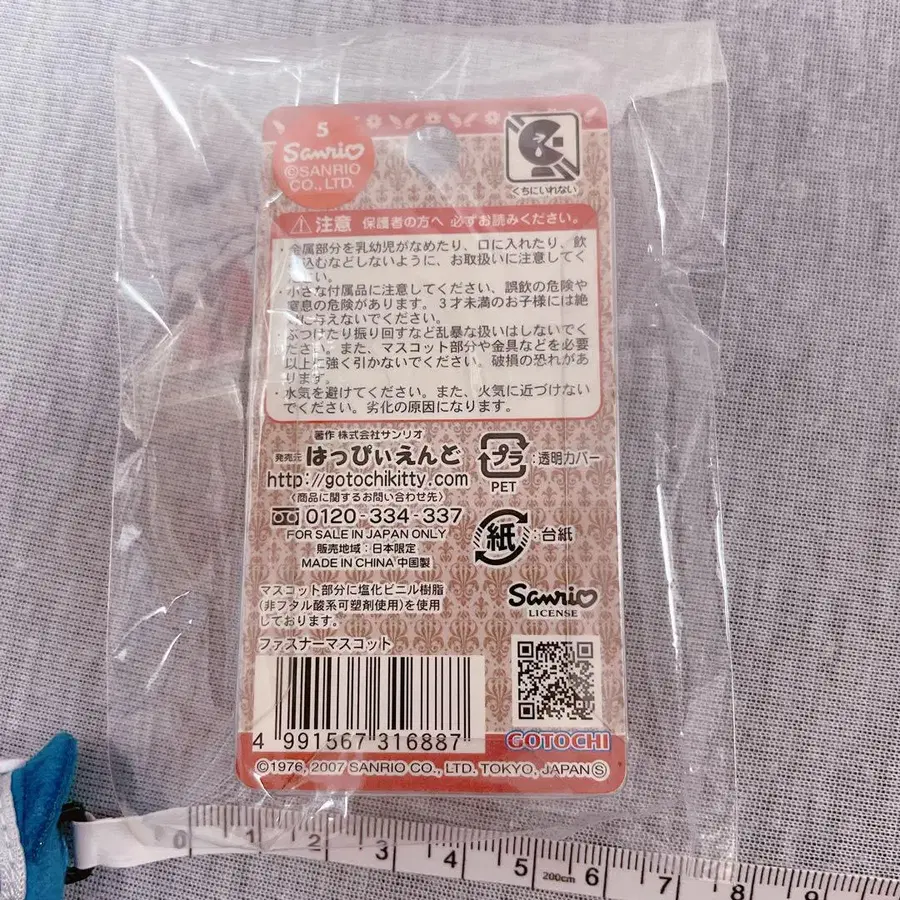 5
Sanrio
©SANRIO
CO., LTD.
くちにいれない
注意 保護者の方へ 必ずお読みください。
・金属部分を乳幼児がなめたり、口に入れたり、飲
込むなどしないように、お取扱いに注意してく
い。
・小さな付属品に注意してください、誤飲の危険や
窒息の危険があります。3才未満のお子様には絶
に与えないでください。
ぶつけたり振り回すなど乱暴な扱いはしないでく
さい。また、マスコット部分や金具などを必要
以上に強く引かないでください。破損の恐れがあ
ります。
・水気を避けてください。また、火気に近づけない
でください。劣化の原因になります。
著作 株式会社サンリオ
発売元 はっぴぃえんど
http://gotochikitty.com
〈商品に関するお問い合わせ先〉
0120-334-337
FOR SALE IN JAPAN ONLY
販売地域:日本限定
MADE IN CHINA 中国製
プラ :透明カバー
PET
紙 :台紙
マスコット部分に塩化ビニル樹脂
(非フタル酸系可塑剤使用)を使用
しております。
Sanrio
LICENSE
ファスナーマスコット
4 991567 316887
GOTOCHI
©1976, 2007 SANRIO CO., LTD. TOKYO, JAPAN Ⓢ
0 1 2 3 4 5 200cm 6 7 8 9